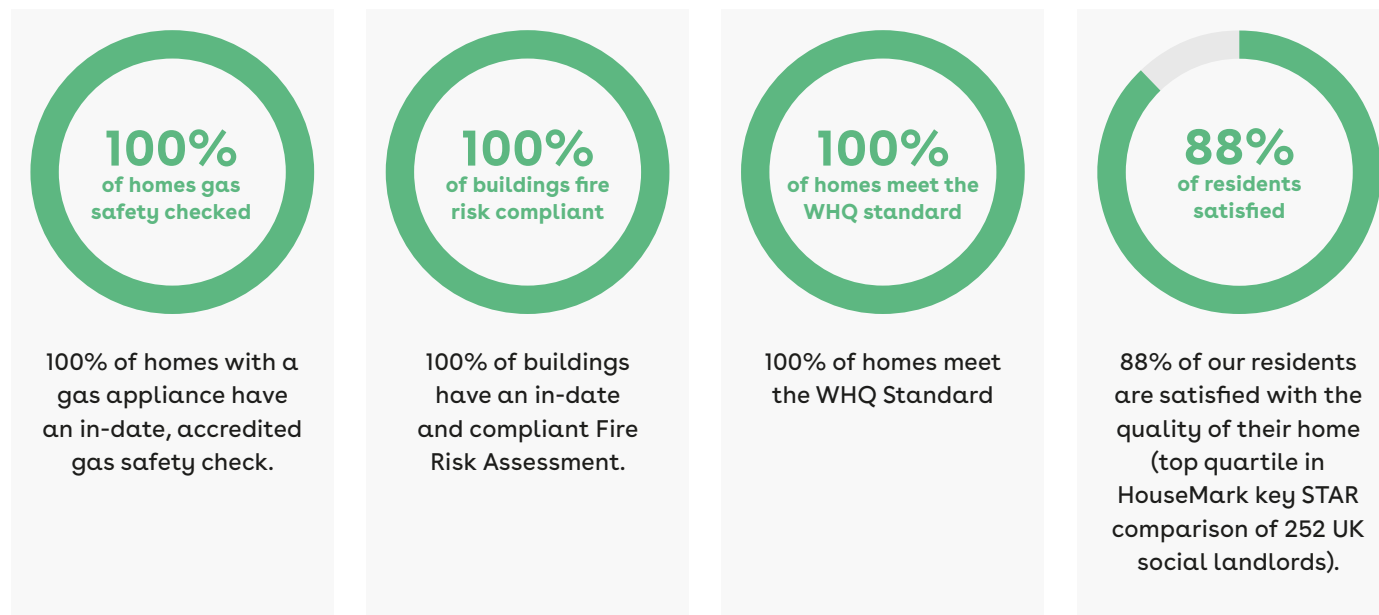 100%
of homes gas
safety checked
100% of homes with a
gas appliance have
an in-date, accredited
gas safety check.
100%
of buildings fire
risk compliant
100% of buildings
have an in-date
and compliant Fire
Risk Assessment.
100%
of homes meet the
WHQ standard
100% of homes meet
the WHQ Standard
88%
of residents
satisfied
88% of our residents
are satisfied with the
quality of their home
(top quartile in
HouseMark key STAR
comparison of 252 UK
social landlords).